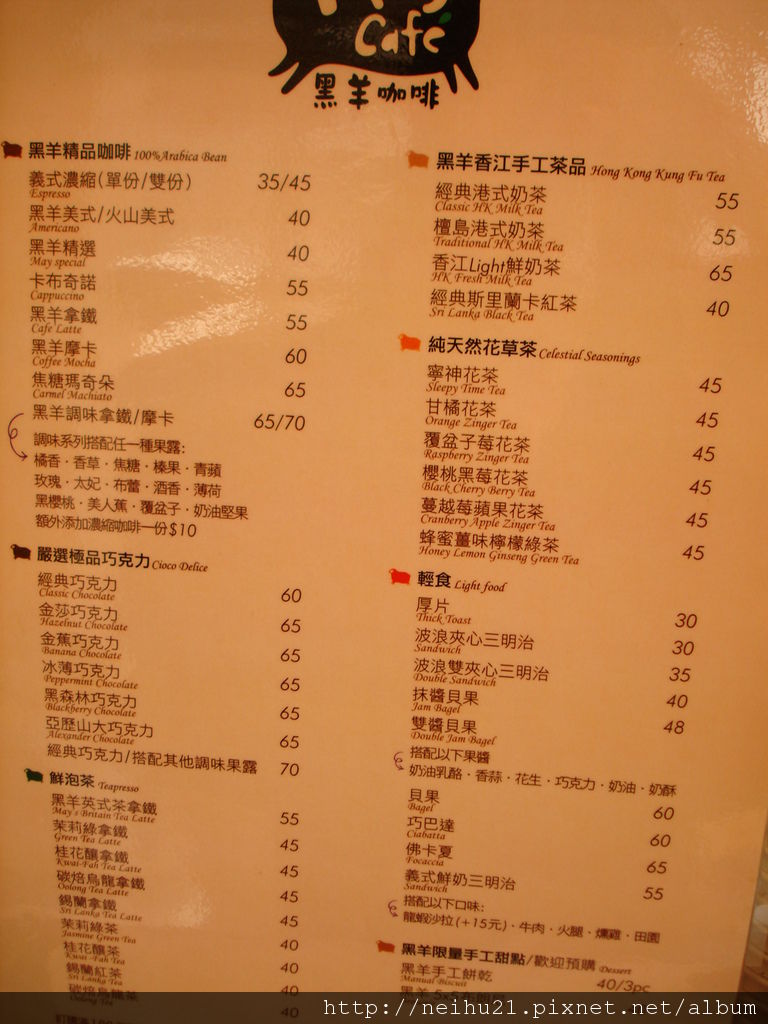 Café
黑羊咖啡
黑羊精品咖啡 100%Arabica Bean
義式濃縮(單份/雙份) 35/45
Espresso
黑羊美式/火山美式 40
Americano
黑羊精選 40
May special
卡布奇諾 55
Cappuccino
黑羊拿鐵 55
Cafe Latte
黑羊摩卡 60
Coffee Mocha
焦糖瑪奇朵 65
Carmel Machiato
黑羊調味拿鐵/摩卡 65/70
調味系列搭配任一種果露:
橘香·香草·焦糖·榛果·青蘋
玫瑰·太妃·布蕾·酒香·薄荷
黑櫻桃·美人蕉·覆盆子·奶油堅果
額外添加濃縮咖啡一份$10
嚴選極品巧克力 Cioco Delice
經典巧克力 60
Classic Chocolate
金莎巧克力 65
Hazelnut Chocolate
金蕉巧克力 65
Banana Chocolate
冰薄巧克力 65
Peppermint Chocolate
黑森林巧克力 65
Blackberry Chocolate
亞歷山大巧克力 65
Alexander Chocolate
經典巧克力/搭配其他調味果露 70
鮮泡茶 Teapresso
黑羊英式茶拿鐵 55
May's Britain Tea Latte
茉莉綠拿鐵 45
Green Tea Latte
桂花釀拿鐵 45
Kwai-Fah Tea Latte
碳焙烏龍拿鐵 45
Oolong Tea Latte
錫蘭拿鐵 45
Sri Lanka Tea Latte
茉莉綠茶 40
Jasmine Green Tea
桂花釀茶 40
Kwai-Fah Tea
錫蘭紅茶 40
Sri Lanka Tea
碳焙烏龍茶 40
Oolong Tea
黑羊香江手工茶品 Hong Kong Kung Fu Tea
經典港式奶茶 55
Classic HK Milk Tea
檀島港式奶茶 55
Traditional HK Milk Tea
香江Light鮮奶茶 65
HK Fresh Milk Tea
經典斯里蘭卡紅茶 40
Sri Lanka Black Tea
純天然花草茶 Celestial Seasonings
寧神花茶 45
Sleepy Time Tea
甘橘花茶 45
Orange Zinger Tea
覆盆子莓花茶 45
Raspberry Zinger Tea
櫻桃黑莓花茶 45
Black Cherry Berry Tea
蔓越莓蘋果花茶 45
Cranberry Apple Zinger Tea
蜂蜜薑味檸檬綠茶 45
Honey Lemon Ginseng Green Tea
輕食 Light food
厚片 30
Thick Toast
波浪夾心三明治 30
Sandwich
波浪雙夾心三明治 35
Double Sandwich
抹醬貝果 40
Jam Bagel
雙醬貝果 48
Double Jam Bagel
搭配以下果醬
奶油乳酪·香蒜·花生·巧克力·奶油·奶酥
貝果 60
Bagel
巧巴達 60
Ciabatta
佛卡夏 65
Focaccia
義式鮮奶三明治 55
Sandwich
搭配以下口味:
龍蝦沙拉(+15元)·牛肉·火腿·燻雞·田園
黑羊限量手工甜點/歡迎預購 Dessert
黑羊手工餅乾 40/3pc
Manual Biscuit
http://neihu21.pixnet.net/album